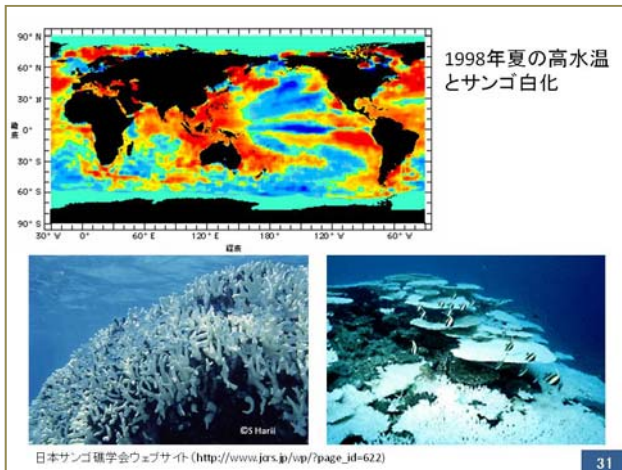 1998年夏の高水温
とサンゴ白化
90° N
60° N
30° N
0°
30° S
60° S
90° S
緯度
30° W 0° 60° E 120° E 180° 120° W 60° W
経度
©S Harii
日本サンゴ礁学会ウェブサイト(http://www.jcrs.jp/wp/?page_id=622)
31